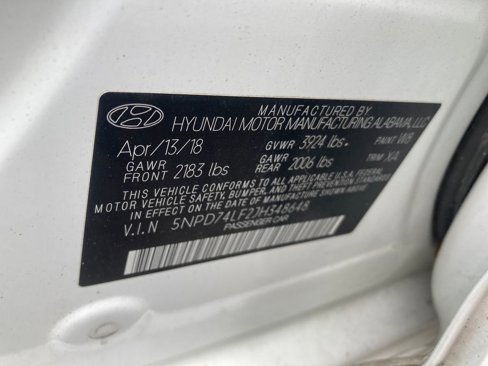 MANUFACTURED BY
HYUNDAI MOTOR MANUFACTURING ALABAMA, LLC
Apr/13/18 GVWR 3924 lbs. PAINT W8
GAWR FRONT 2183 lbs GAWR REAR 2006 lbs TRIM XA
THIS VEHICLE CONFORMS TO ALL APPLICABLE U.S. FEDERAL
MOTOR VEHICLE SAFETY, BUMPER, AND THEFT PREVENTION STANDARDS IN EFFECT ON THE DATE OF MANUFACTURE SHOWN ABOVE.
V.I.N 5NPD74LF27H348648
PASSENGER CAR